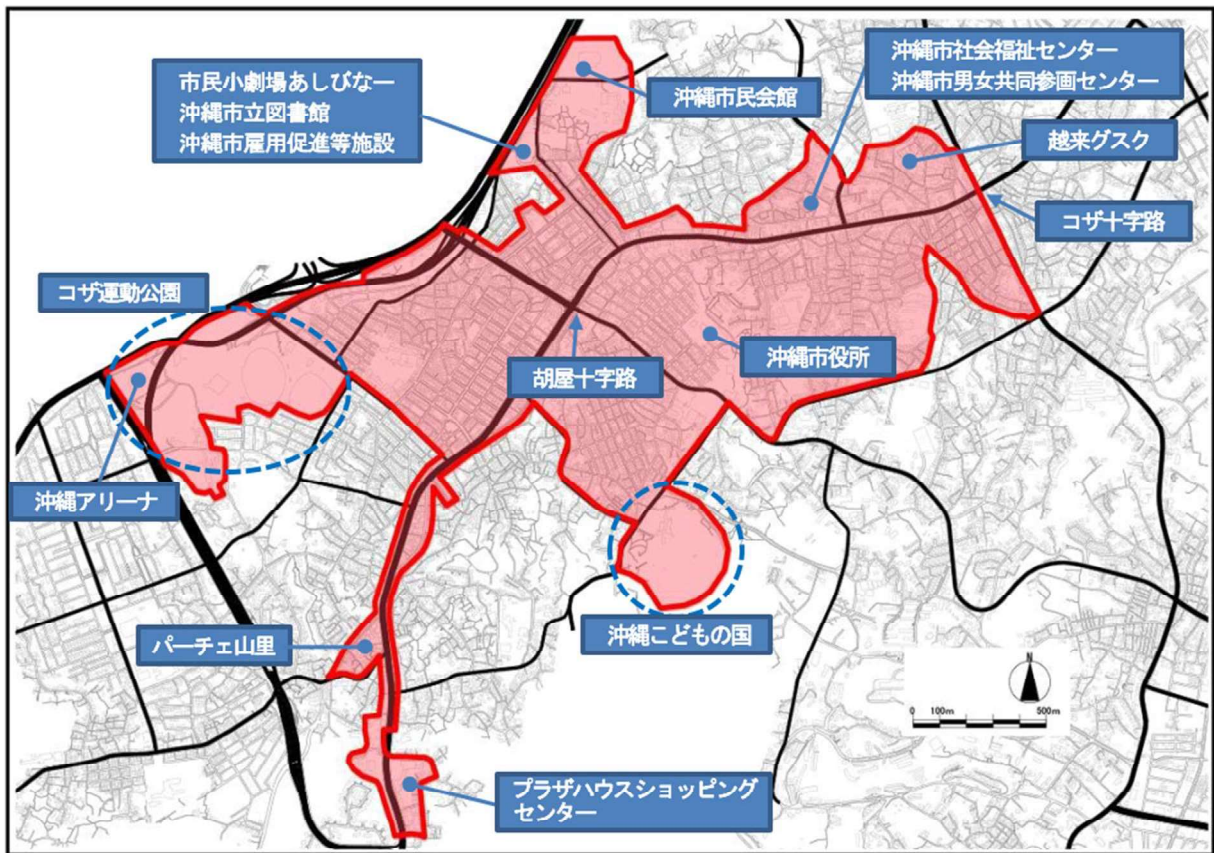 市民小劇場あしびなー
沖縄市立図書館
沖縄市雇用促進等施設
沖縄市民会館
沖縄市社会福祉センター
沖縄市男女共同参画センター
越来グスク
コザ十字路
コザ運動公園
胡屋十字路
沖縄市役所
沖縄アリーナ
パーチェ山里
沖縄こどもの国
N
0 100m 500m
プラザハウスショッピング
センター